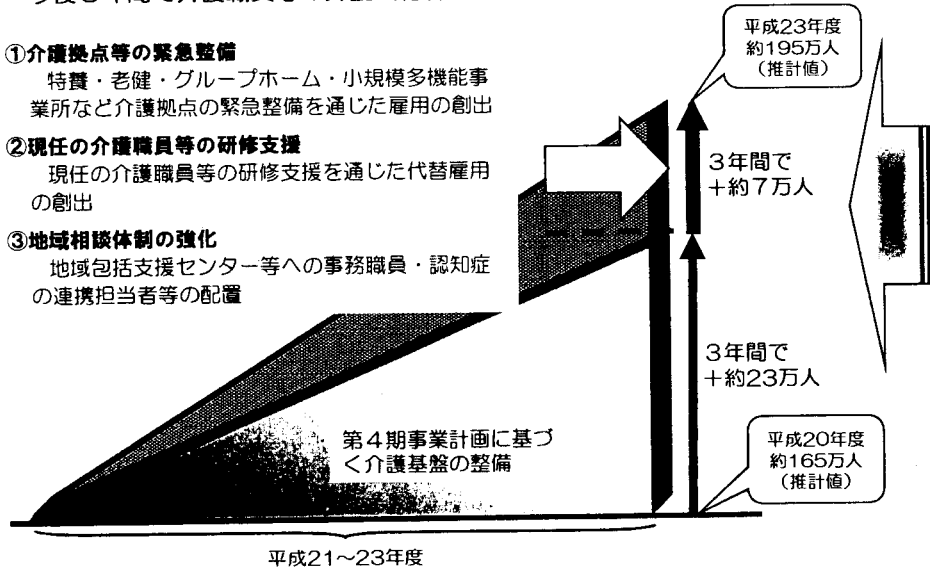 ①介護拠点等の緊急整備
特養・老健・グループホーム・小規模多機能事
業所など介護拠点の緊急整備を通じた雇用の創出
②現任の介護職員等の研修支援
現任の介護職員等の研修支援を通じた代替雇用
の創出
③地域相談体制の強化
地域包括支援センター等への事務職員・認知症
の連携担当者等の配置
平成23年度
約195万人
（推計値）
3年間で
＋約7万人
3年間で
＋約23万人
第4期事業計画に基づ
く介護基盤の整備
平成20年度
約165万人
（推計値）
平成21～23年度